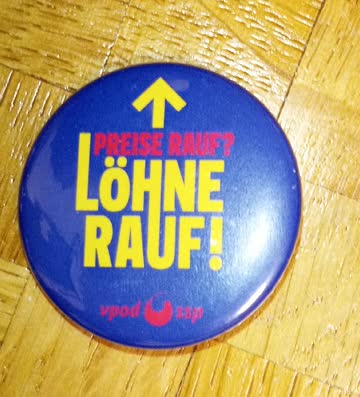 PREISE RAUF?
LÖHNE
RAUF!
vpod ssp